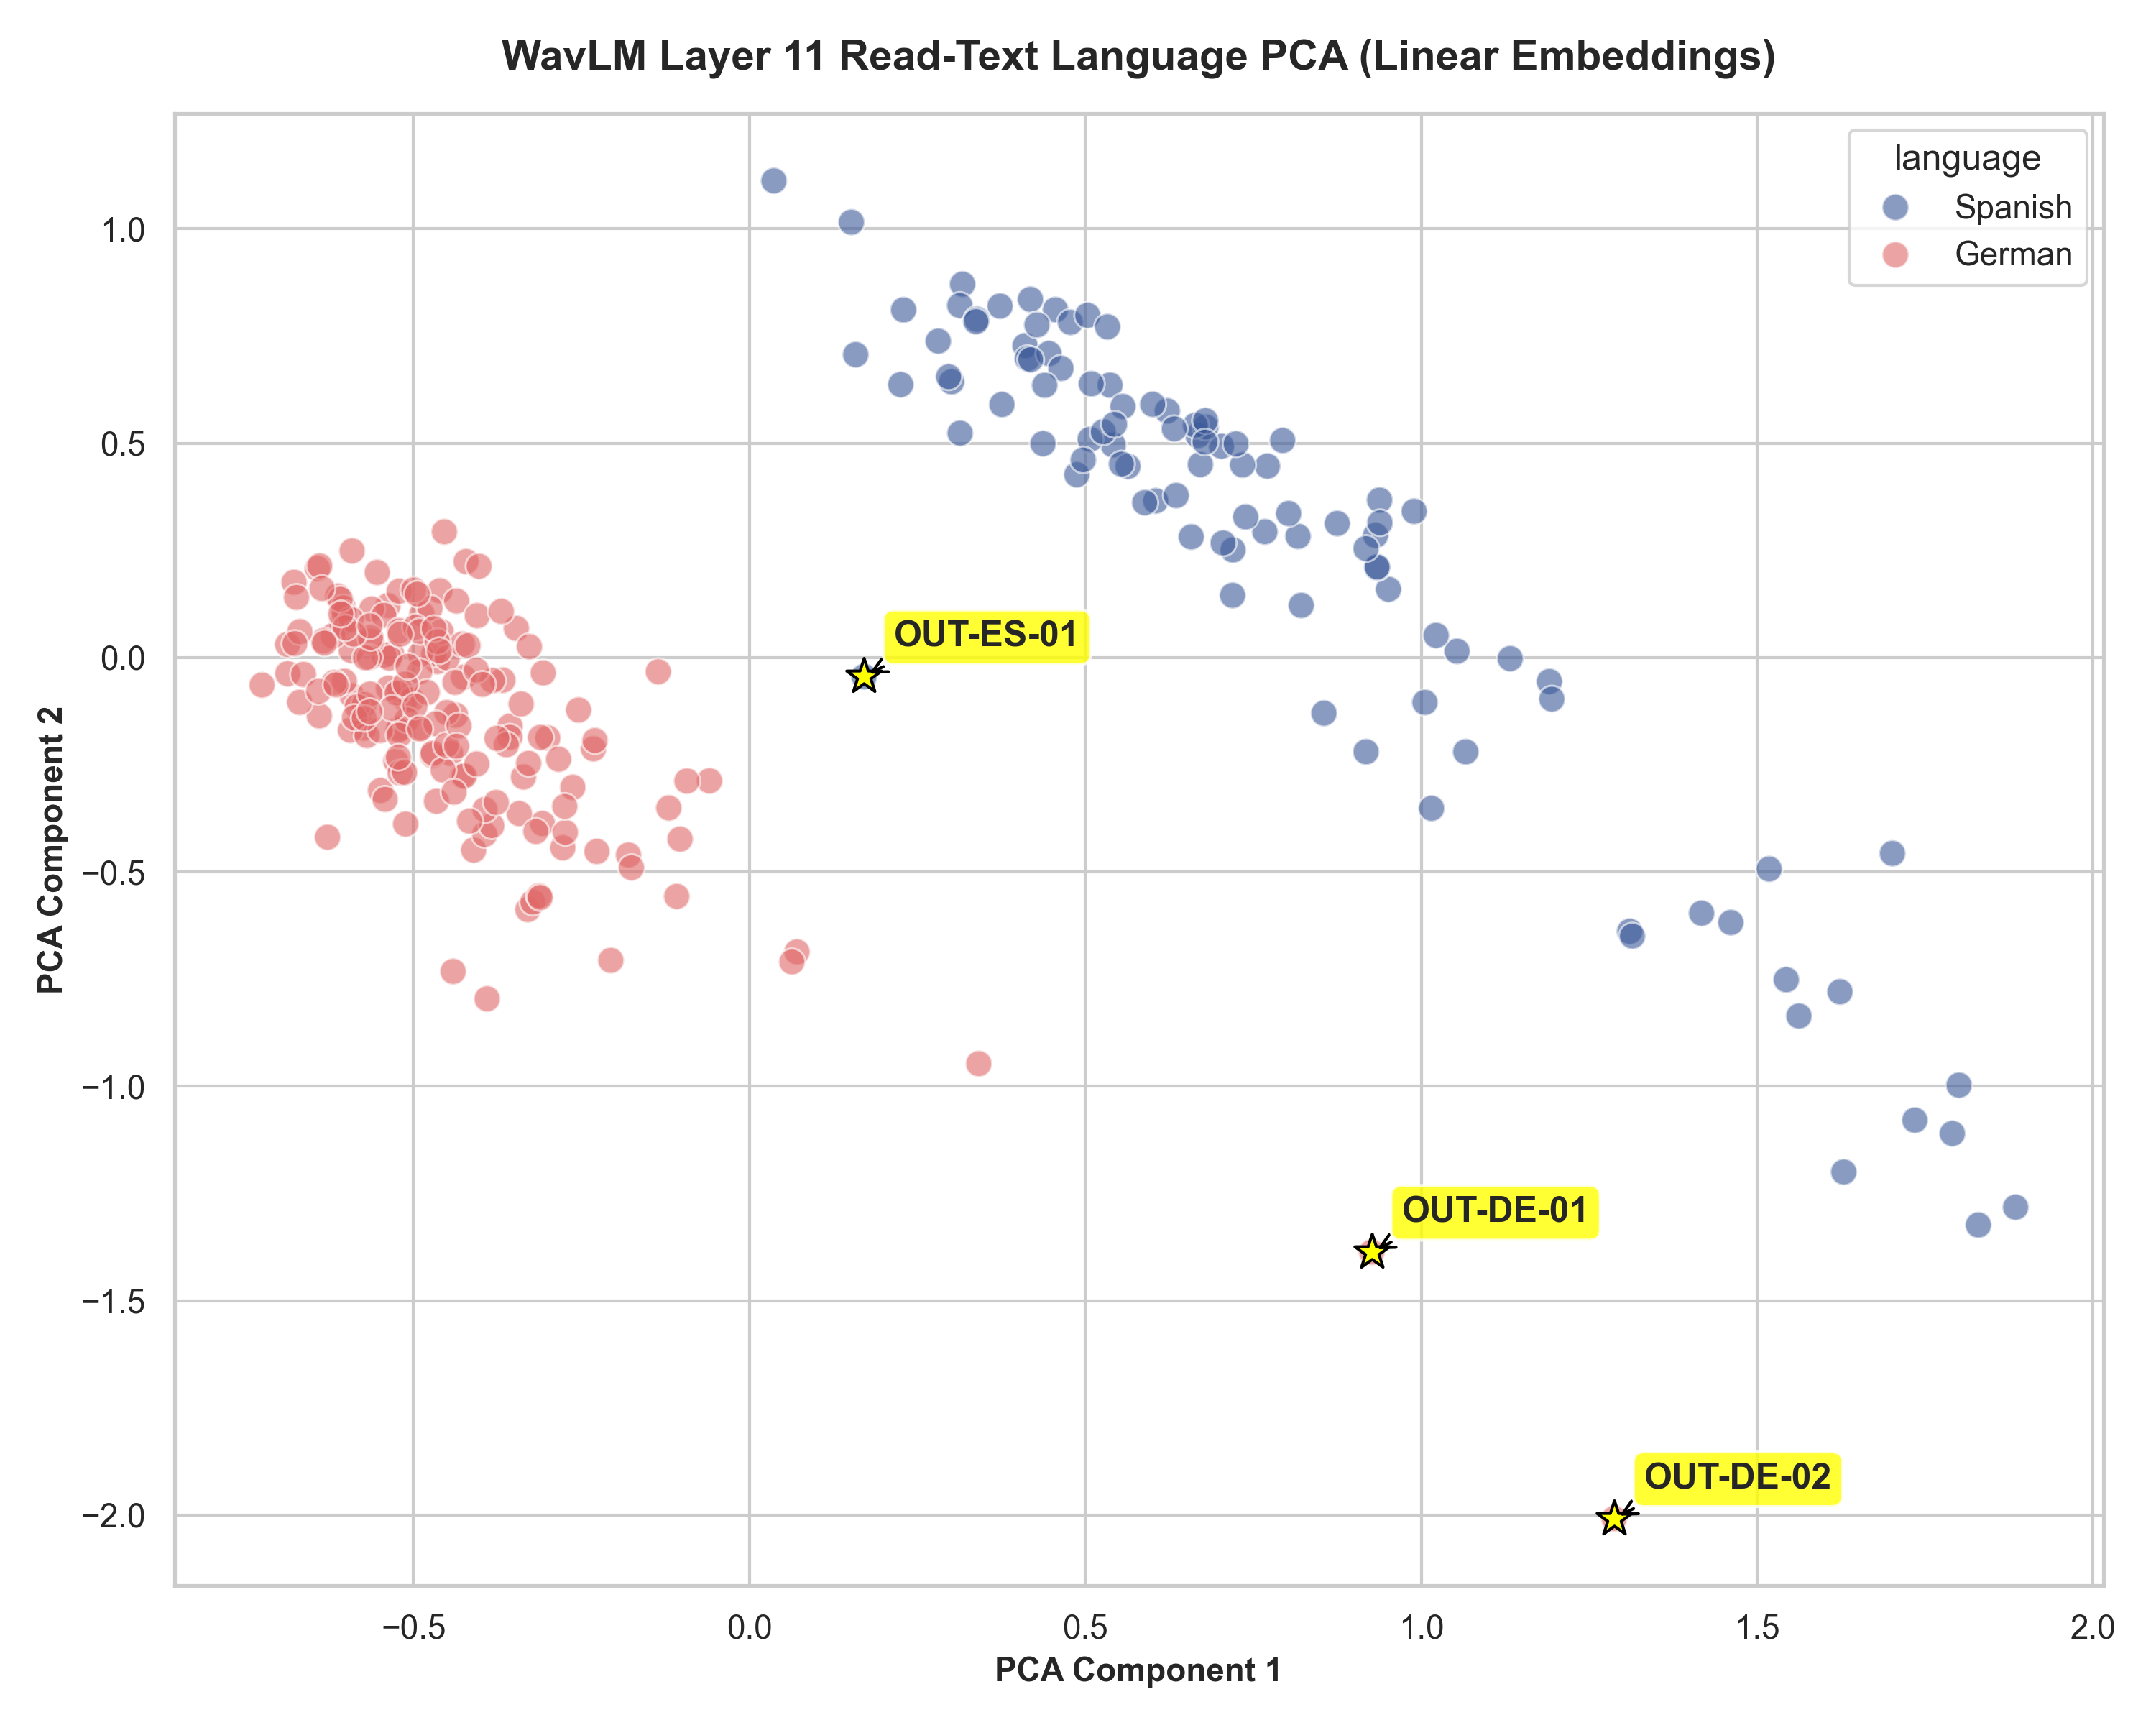 WavLM Layer 11 Read-Text Language PCA (Linear Embeddings)
language
Spanish
German
1.0
0.5
0.0
−0.5
−1.0
−1.5
−2.0
PCA Component 2
OUT-ES-01
OUT-DE-01
OUT-DE-02
−0.5
0.0
0.5
1.0
1.5
2.0
PCA Component 1